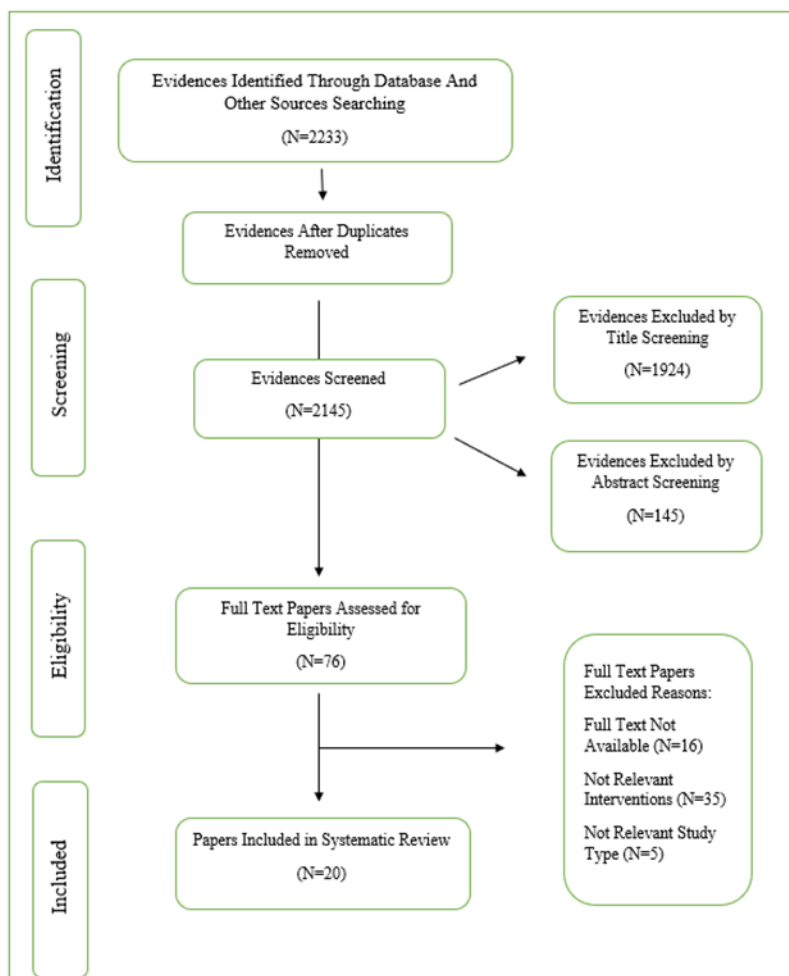 Identification
Evidences Identified Through Database And
Other Sources Searching
(N=2233)
Evidences After Duplicates
Removed
Screening
Evidences Screened
(N=2145)
Evidences Excluded by
Title Screening
(N=1924)
Evidences Excluded by
Abstract Screening
(N=145)
Eligibility
Full Text Papers Assessed for
Eligibility
(N=76)
Full Text Papers
Excluded Reasons:
Full Text Not
Available (N=16)
Not Relevant
Interventions (N=35)
Not Relevant Study
Type (N=5)
Included
Papers Included in Systematic Review
(N=20)